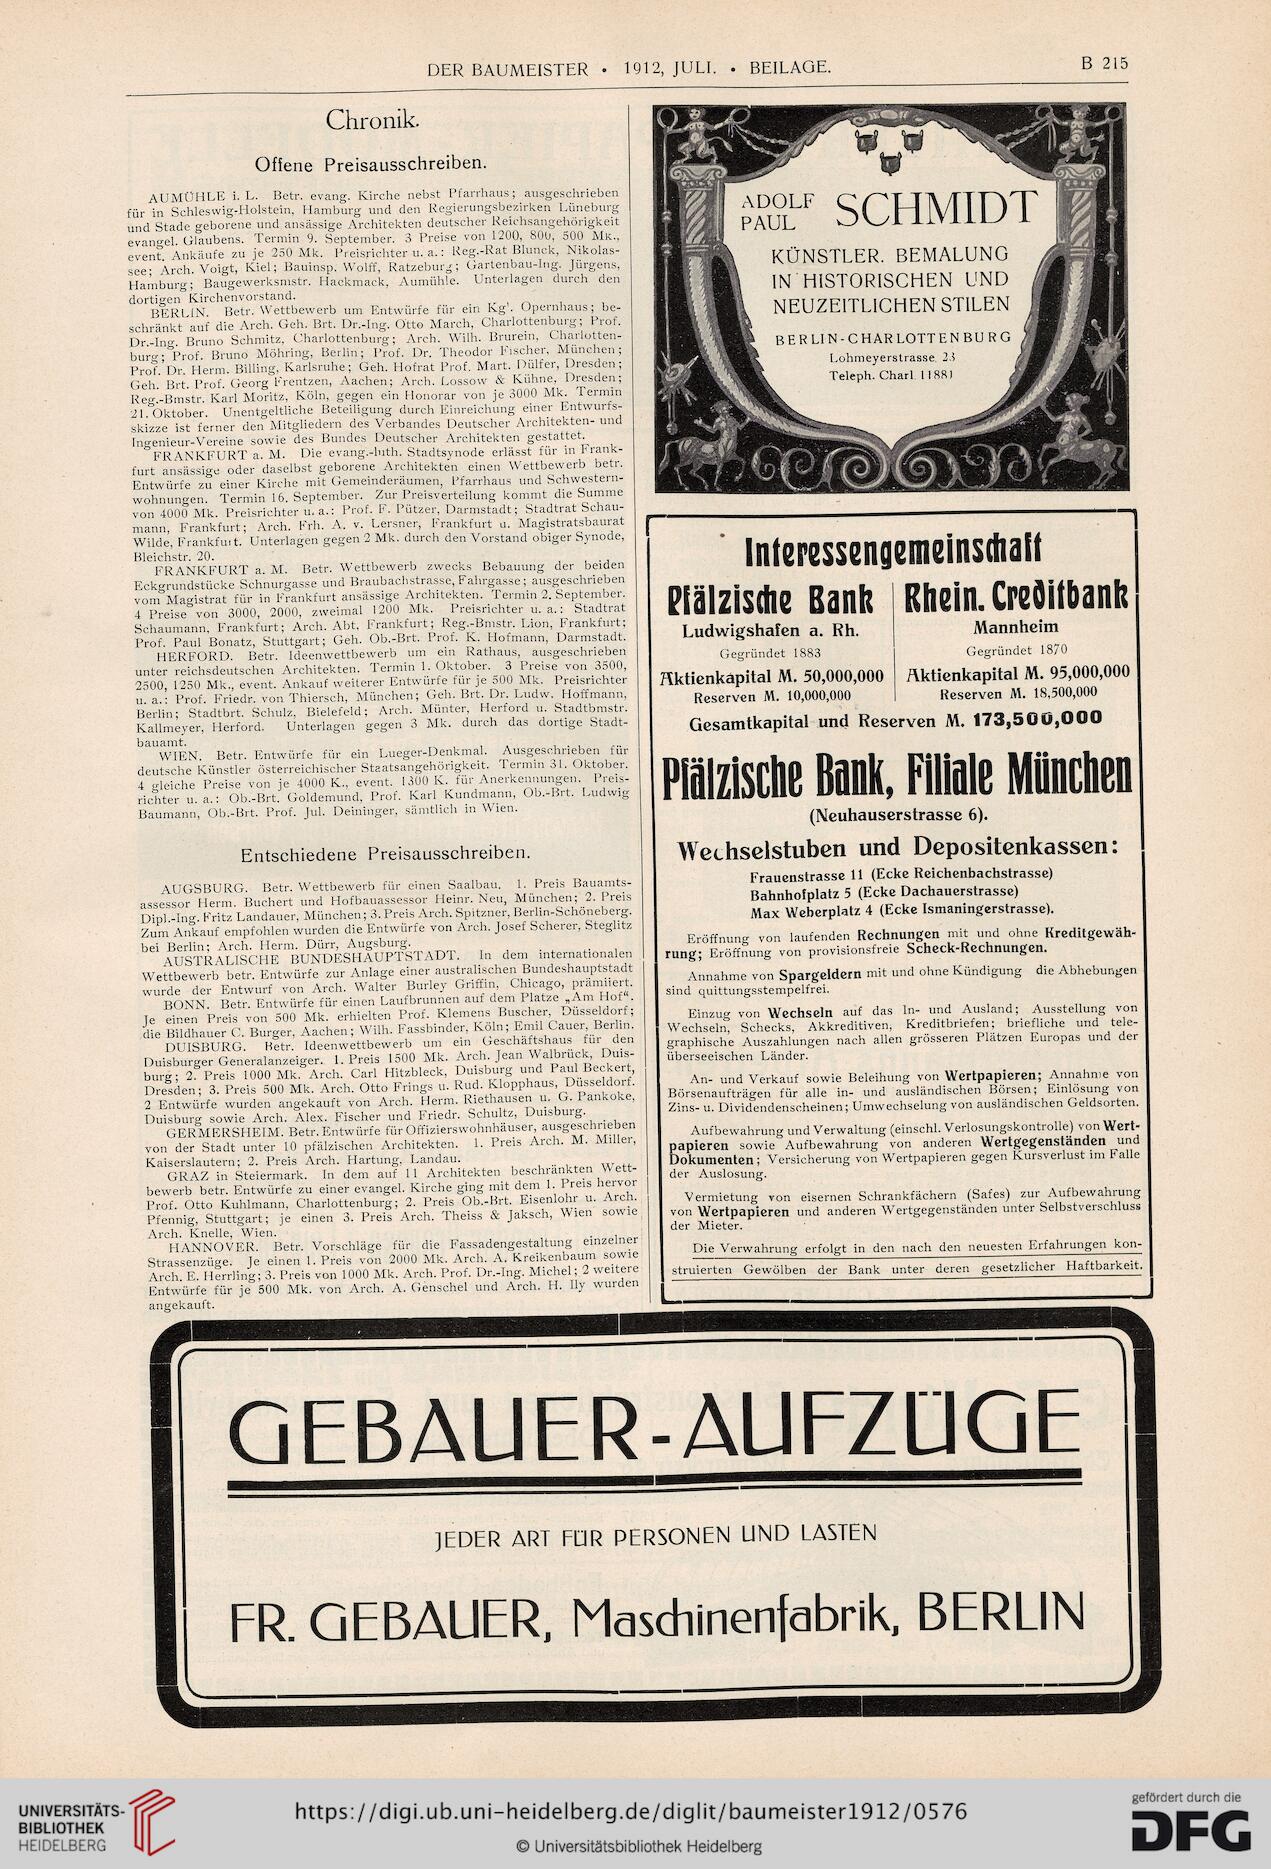 DER BAUMEISTER • 1912, JULI. • BEILAGE.
B 215
Chronik.
Offene Preisausschreiben.
AUMÜHLE i. L. Betr. evang. Kirche nebst Pfarrhaus; ausgeschrieben
für in Schleswig-Holstein, Hamburg und den Regierungsbezirken Lüneburg
und Stade geborene und ansässige Architekten deutscher Reichsangehörigkeit
evangel. Glaubens. Termin 9. September. 3 Preise von 1200, 800, 500 Mk.,
event. Ankäufe zu je 250 Mk. Preisrichter u. a.: Reg.-Rat Blunck, Nikolas-
see; Arch. Voigt, Kiel; Bauinsp. Wolff, Ratzeburg; Gartenbau-Ing. Jürgens,
Hamburg; Baugewerksmstr. Hackmack, Aumühle. Unterlagen durch den
dortigen Kirchenvorstand.
BERLIN. Betr. Wettbewerb um Entwürfe für ein Kgl. Opernhaus; be-
schränkt auf die Arch. Geh. Brt. Dr.-Ing. Otto March, Charlottenburg; Prof.
Dr.-Ing. Bruno Schmitz, Charlottenburg; Arch. Wilh. Brurein, Charlotten-
burg; Prof. Bruno Möhring, Berlin; Prof. Dr. Theodor Fischer, München;
Prof. Dr. Herm. Billing, Karlsruhe; Geh. Hofrat Prof. Mart. Dülfer, Dresden;
Geh. Brt. Prof. Georg Frentzen, Aachen; Arch. Lossow & Kühne, Dresden;
Reg.-Bmstr. Karl Moritz, Köln, gegen ein Honorar von je 3000 Mk. Termin
21. Oktober. Unentgeltliche Beteiligung durch Einreichung einer Entwurfs-
skizze ist ferner den Mitgliedern des Verbandes Deutscher Architekten- und
Ingenieur-Vereine sowie des Bundes Deutscher Architekten gestattet.
FRANKFURT a. M. Die evang.-luth. Stadtsynode erlässt für in Frank-
furt ansässige oder daselbst geborene Architekten einen Wettbewerb betr.
Entwürfe zu einer Kirche mit Gemeinderäumen, Pfarrhaus und Schwestern-
wohnungen. Termin 16. September. Zur Preisverteilung kommt die Summe
von 4000 Mk. Preisrichter u. a.: Prof. F. Pützer, Darmstadt; Stadtrat Schau-
mann, Frankfurt; Arch. Frh. A. v. Lersner, Frankfurt u. Magistratsbaurat
Wilde, Frankfurt. Unterlagen gegen 2 Mk. durch den Vorstand obiger Synode,
Bleichstr. 20.
FRANKFURT a. M. Betr. Wettbewerb zwecks Bebauung der beiden
Eckgrundstücke Schnurgasse und Braubachstrasse, Fahrgasse; ausgeschrieben
vom Magistrat für in Frankfurt ansässige Architekten. Termin 2. September.
4 Preise von 3000, 2000, zweimal 1200 Mk. Preisrichter u. a.: Stadtrat
Schaumann, Frankfurt; Arch. Abt, Frankfurt; Reg.-Bmstr. Lion, Frankfurt;
Prof. Paul Bonatz, Stuttgart; Geh. Ob.-Brt. Prof. K. Hofmann, Darmstadt.
HERFORD. Betr. Ideenwettbewerb um ein Rathaus, ausgeschrieben
unter reichsdeutschen Architekten. Termin 1. Oktober. 3 Preise von 3500,
2500, 1250 Mk., event. Ankauf weiterer Entwürfe für je 500 Mk. Preisrichter
u. a.: Prof. Friedr. von Thiersch, München; Geh. Brt. Dr. Ludw. Hoffmann,
Berlin; Stadtbrt. Schulz, Bielefeld; Arch. Münter, Herford u. Stadtbmstr.
Kallmeyer, Herford. Unterlagen gegen 3 Mk. durch das dortige Stadt-
bauamt.
WIEN. Betr. Entwürfe für ein Lueger-Denkmal. Ausgeschrieben für
deutsche Künstler österreichischer Staatsangehörigkeit. Termin 31. Oktober.
4 gleiche Preise von je 4000 K., event. 1300 K. für Anerkennungen. Preis-
richter u. a.: Ob.-Brt. Goldemund, Prof. Karl Kundmann, Ob.-Brt. Ludwig
Baumann, Ob.-Brt. Prof. Jul. Deininger, sämtlich in Wien.
Entschiedene Preisausschreiben.
AUGSBURG. Betr. Wettbewerb für einen Saalbau. 1. Preis Bauamts-
assessor Herm. Buchert und Hofbauassessor Heinr. Neu, München; 2. Preis
Dipl.-Ing. Fritz Landauer, München; 3. Preis Arch. Spitzner, Berlin-Schöneberg.
Zum Ankauf empfohlen wurden die Entwürfe von Arch. Josef Scherer, Steglitz
bei Berlin; Arch. Herm. Dürr, Augsburg.
AUSTRALISCHE BUNDESHAUPTSTADT. In dem internationalen
Wettbewerb betr. Entwürfe zur Anlage einer australischen Bundeshauptstadt
wurde der Entwurf von Arch. Walter Burley Griffin, Chicago, prämiiert.
BONN. Betr. Entwürfe für einen Laufbrunnen auf dem Platze „Am Hof“.
Je einen Preis von 500 Mk. erhielten Prof. Klemens Buscher, Düsseldorf;
die Bildhauer C. Burger, Aachen; Wilh. Fassbinder, Köln; Emil Cauer, Berlin.
DUISBURG. Betr. Ideenwettbewerb um ein Geschäftshaus für den
Duisburger Generalanzeiger. 1. Preis 1500 Mk. Arch. Jean Walbrück, Duis-
burg; 2. Preis 1000 Mk. Arch. Carl Hitzbleck, Duisburg und Paul Beckert,
Dresden; 3. Preis 500 Mk. Arch. Otto Frings u. Rud. Klopphaus, Düsseldorf.
2 Entwürfe wurden angekauft von Arch. Herm. Riethausen u. G. Pankoke,
Duisburg sowie Arch. Alex. Fischer und Friedr. Schultz, Duisburg.
GERMERSHEIM. Betr. Entwürfe für Offizierswohnhäuser, ausgeschrieben
von der Stadt unter 10 pfälzischen Architekten. 1. Preis Arch. M. Miller,
Kaiserslautern; 2. Preis Arch. Hartung, Landau.
GRAZ in Steiermark. In dem auf 11 Architekten beschränkten Wett-
bewerb betr. Entwürfe zu einer evangel. Kirche ging mit dem 1. Preis hervor
Prof. Otto Kuhlmann, Charlottenburg; 2. Preis Ob.-Brt. Eisenlohr u. Arch.
Pfennig, Stuttgart; je einen 3. Preis Arch. Theiss & Jaksch, Wien sowie
Arch. Knelle, Wien.
HANNOVER. Betr. Vorschläge für die Fassadengestaltung einzelner
Strassenzüge. Je einen 1. Preis von 2000 Mk. Arch. A. Kreikenbaum sowie
Arch. E. Herrling; 3. Preis von 1000 Mk. Arch. Prof. Dr.-Ing. Michel; 2 weitere
Entwürfe für je 500 Mk. von Arch. A. Genschel und Arch. H. Ily wurden
angekauft.
ADOLF PAUL SCHMIDT
KÜNSTLER. BEMALUNG
IN HISTORISCHEN UND
NEUZEITLICHEN STILEN
BERLIN-CHARLOTTENBURG
Lohmeyerstrasse 23
Teleph. Charl. 11881
Interessengemeinschaft
Pfälzische Bank
Ludwigshafen a. Rh.
Gegründet 1883
Aktienkapital M. 50,000,000
Reserven M. 10,000,000
Rhein. Creditbank
Mannheim
Gegründet 1870
Aktienkapital M. 95,000,000
Reserven M. 18,500,000
Gesamtkapital und Reserven M. 173,500,000
Pfälzische Bank, Filiale München
(Neuhauserstrasse 6).
Wechselstuben und Depositenkassen:
Frauenstrasse 11 (Ecke Reichenbachstrasse)
Bahnhofplatz 5 (Ecke Dachauerstrasse)
Max Weberplatz 4 (Ecke Ismaningerstrasse).
Eröffnung von laufenden Rechnungen mit und ohne Kreditgewäh-
rung; Eröffnung von provisionsfreie Scheck-Rechnungen.
Annahme von Spargeldern mit und ohne Kündigung die Abhebungen
sind quittungsstempelfrei.
Einzug von Wechseln auf das In- und Ausland; Ausstellung von
Wechseln, Schecks, Akkreditiven, Kreditbriefen; briefliche und tele-
graphische Auszahlungen nach allen grösseren Plätzen Europas und der
überseeischen Länder.
An- und Verkauf sowie Beleihung von Wertpapieren; Annahme von
Börsenaufträgen für alle in- und ausländischen Börsen; Einlösung von
Zins- u. Dividendenscheinen; Umwechselung von ausländischen Geldsorten.
Aufbewahrung und Verwaltung (einschl. Verlosungskontrolle) von Wert-
papieren sowie Aufbewahrung von anderen Wertgegenständen und
Dokumenten; Versicherung von Wertpapieren gegen Kursverlust im Falle
der Auslosung.
Vermietung von eisernen Schrankfächern (Safes) zur Aufbewahrung
von Wertpapieren und anderen Wertgegenständen unter Selbstverschluss
der Mieter.
Die Verwahrung erfolgt in den nach den neuesten Erfahrungen kon-
struierten Gewölben der Bank unter deren gesetzlicher Haftbarkeit.
GEBAUER-AUFZÜGE
JEDER ART FÜR PERSONEN UND LASTEN
FR. GEBAUER, Maschinenfabrik, BERLIN
UNIVERSITÄTS-
BIBLIOTHEK
HEIDELBERG
https://digi.ub.uni-heidelberg.de/diglit/baumeister1912/0576
© Universitätsbibliothek Heidelberg
gefördert durch die
DFG